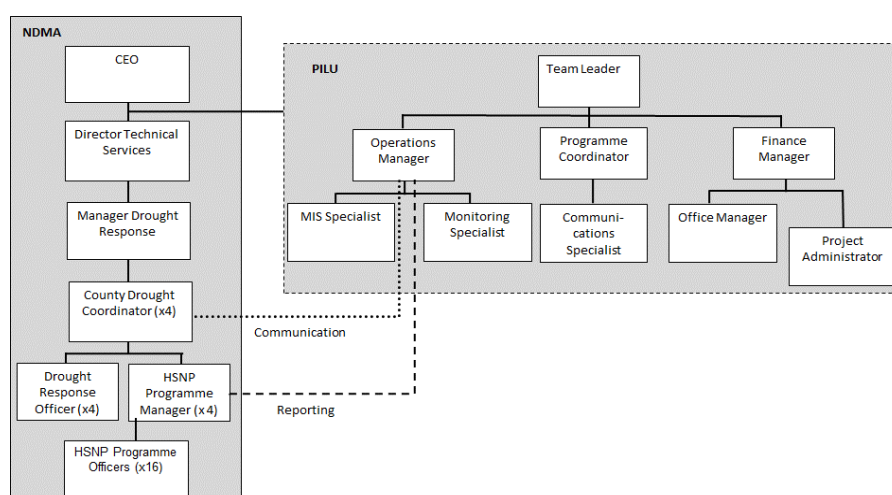 NDMA
CEO
Director Technical
Services
Manager Drought
Response
County Drought
Coordinator (x4)
Drought
Response
Officer (x4)
HSNP
Programme
Manager (x 4)
HSNP Programme
Officers (x16)
PILU
Team Leader
Operations
Manager
Programme
Coordinator
Finance
Manager
MIS Specialist
Monitoring
Specialist
Communi-
cations
Specialist
Office Manager
Project
Administrator
Communication
Reporting